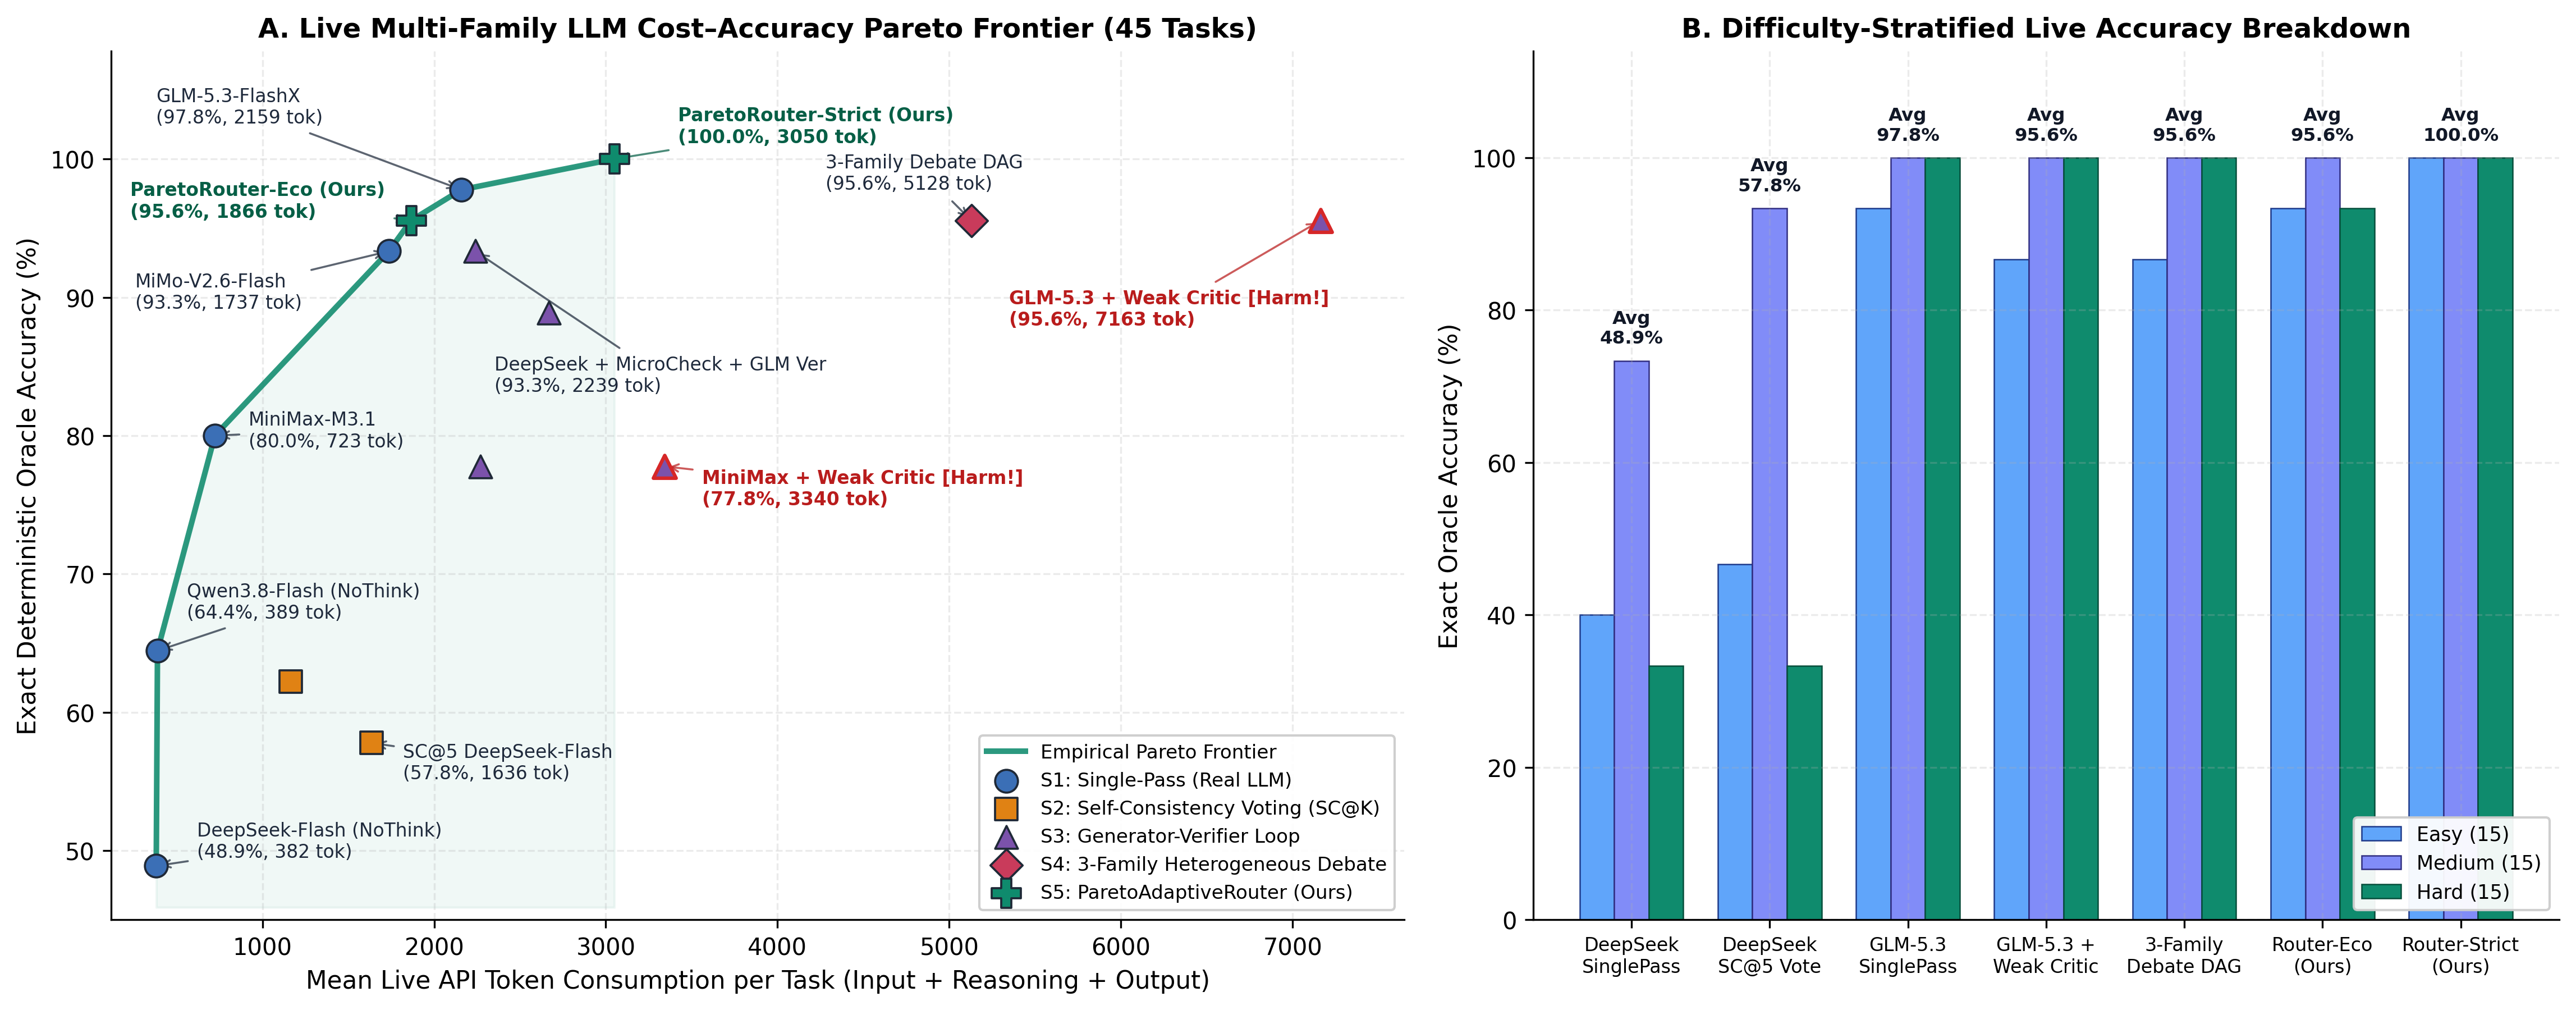 A. Live Multi-Family LLM Cost–Accuracy Pareto Frontier (45 Tasks)
Exact Deterministic Oracle Accuracy (%)
100
90
80
70
60
50
GLM-5.3-FlashX
(97.8%, 2159 tok)
ParetoRouter-Strict (Ours)
(100.0%, 3050 tok)
3-Family Debate DAG
(95.6%, 5128 tok)
ParetoRouter-Eco (Ours)
(95.6%, 1866 tok)
MiMo-V2.6-Flash
(93.3%, 1737 tok)
GLM-5.3 + Weak Critic [Harm!]
(95.6%, 7163 tok)
DeepSeek + MicroCheck + GLM Ver
(93.3%, 2239 tok)
MiniMax-M3.1
(80.0%, 723 tok)
MiniMax + Weak Critic [Harm!]
(77.8%, 3340 tok)
Qwen3.8-Flash (NoThink)
(64.4%, 389 tok)
SC@5 DeepSeek-Flash
(57.8%, 1636 tok)
DeepSeek-Flash (NoThink)
(48.9%, 382 tok)
Empirical Pareto Frontier
S1: Single-Pass (Real LLM)
S2: Self-Consistency Voting (SC@K)
S3: Generator-Verifier Loop
S4: 3-Family Heterogeneous Debate
S5: ParetoAdaptiveRouter (Ours)
1000 2000 3000 4000 5000 6000 7000
Mean Live API Token Consumption per Task (Input + Reasoning + Output)
B. Difficulty-Stratified Live Accuracy Breakdown
Exact Oracle Accuracy (%)
100
80
60
40
20
0
Avg
48.9%
Avg
57.8%
Avg
97.8%
Avg
95.6%
Avg
95.6%
Avg
95.6%
Avg
100.0%
Easy (15)
Medium (15)
Hard (15)
DeepSeek
SinglePass
DeepSeek
SC@5 Vote
GLM-5.3
SinglePass
GLM-5.3 +
Weak Critic
3-Family
Debate DAG
Router-Eco
(Ours)
Router-Strict
(Ours)